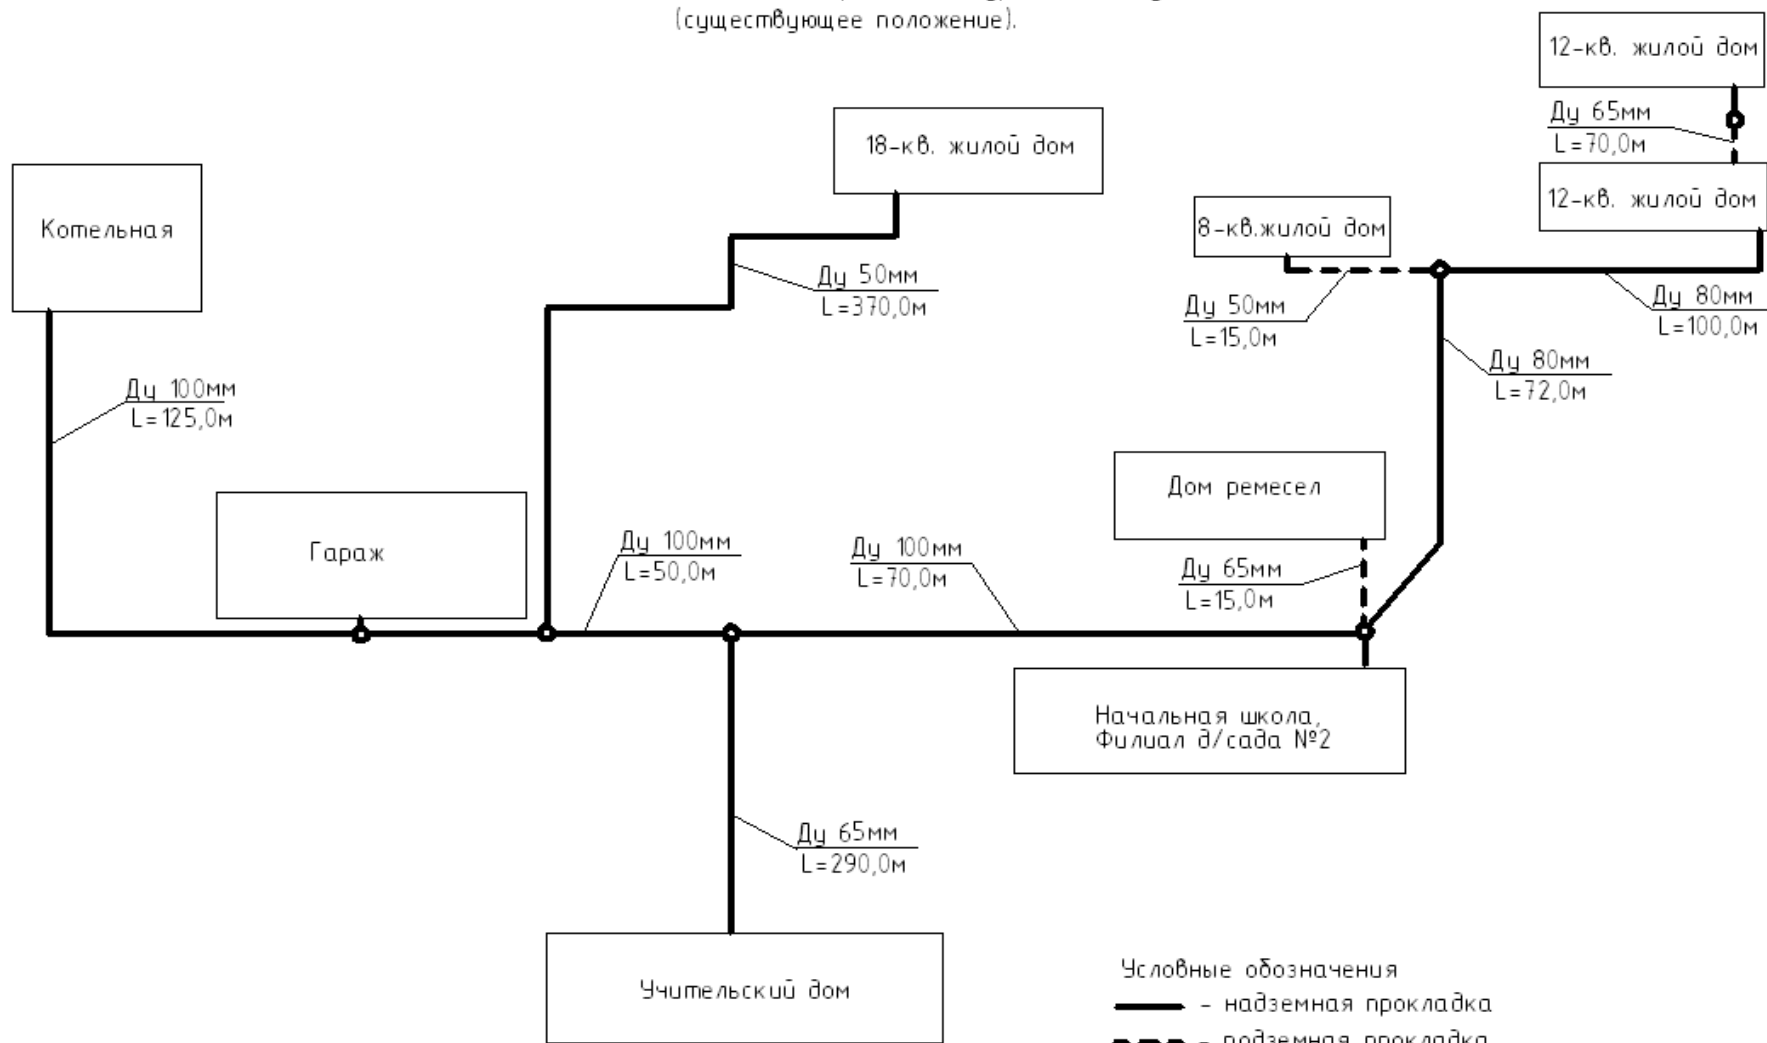 (существующее положение).
12-кв. жилой дом
18-кв. жилой дом
Ду 65мм
L=70,0м
Котельная
8-кв.жилой дом
12-кв. жилой дом
Ду 50мм
L=370,0м
Ду 50мм
L=15,0м
Ду 80мм
L=100,0м
Ду 100мм
L=125,0м
Ду 80мм
L=72,0м
Дом ремесел
Гараж
Ду 100мм
L=50,0м
Ду 100мм
L=70,0м
Ду 65мм
L=15,0м
Начальная школа,
Филиал д/сада №2
Ду 65мм
L=290,0м
Учительский дом
Условные обозначения
- надземная прокладка
- подземная прокладка